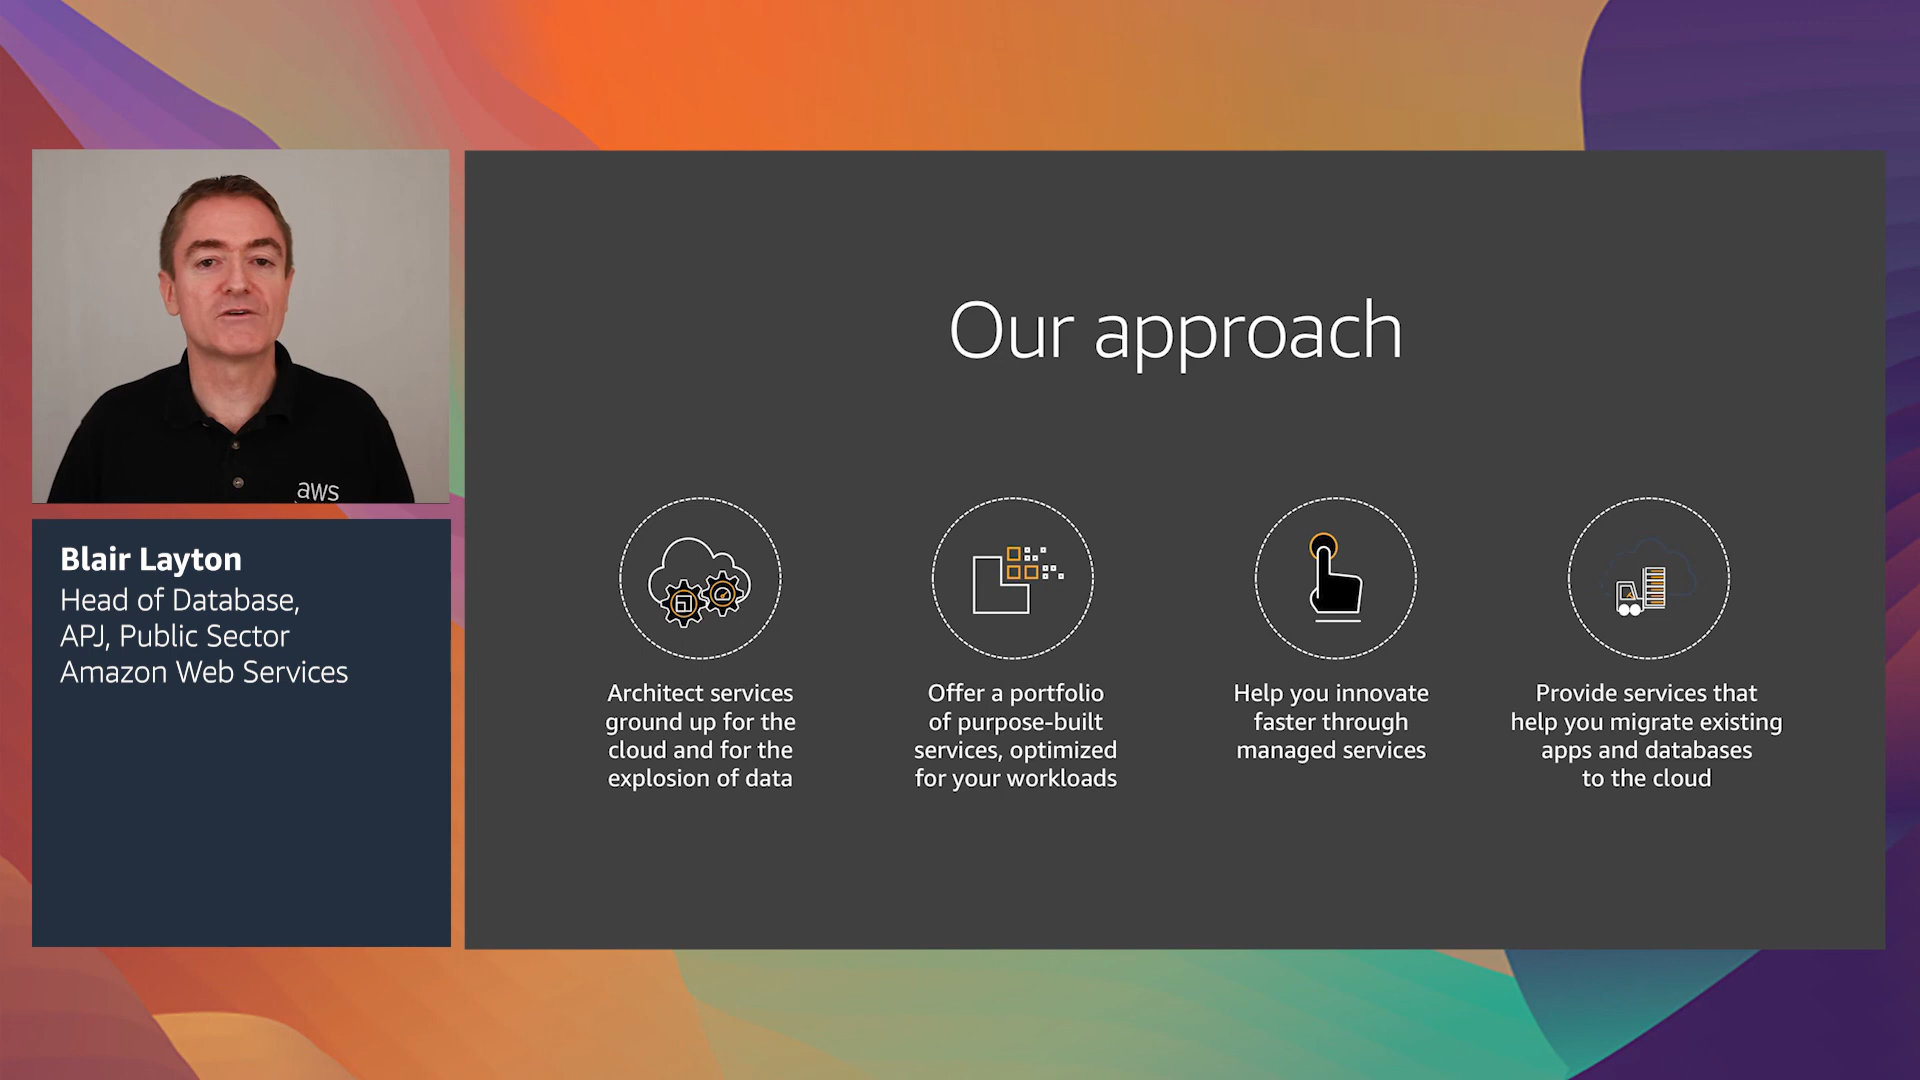 aws
Blair Layton
Head of Database,
APJ, Public Sector
Amazon Web Services
Our approach
Architect services
ground up for the
cloud and for the
explosion of data
Offer a portfolio
of purpose-built
services, optimized
for your workloads
Help you innovate
faster through
managed services
Provide services that
help you migrate existing
apps and databases
to the cloud